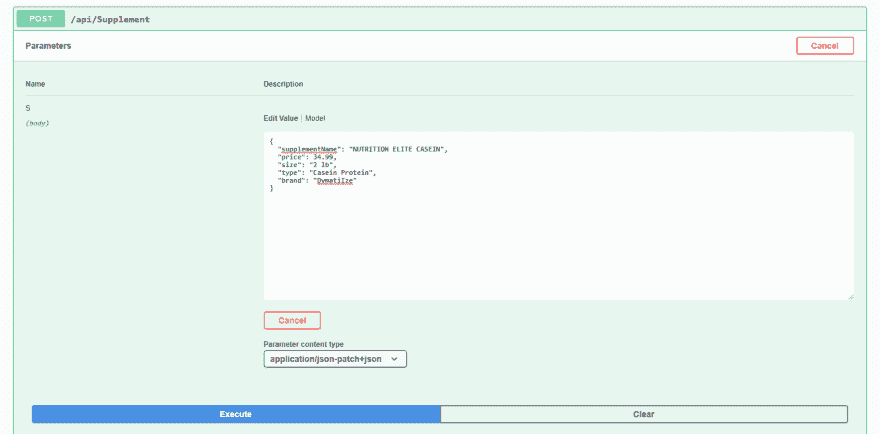 POST /api/Supplement
Parameters
Cancel
Name Description
S
(body)
Edit Value | Model
{
"supplementName": "NUTRITION ELITE CASEIN",
"price": 34.99,
"size": "2 lb",
"type": "Casein Protein",
"brand": "DymatiIze"
}
Cancel
Parameter content type
application/json-patch+json
Execute Clear